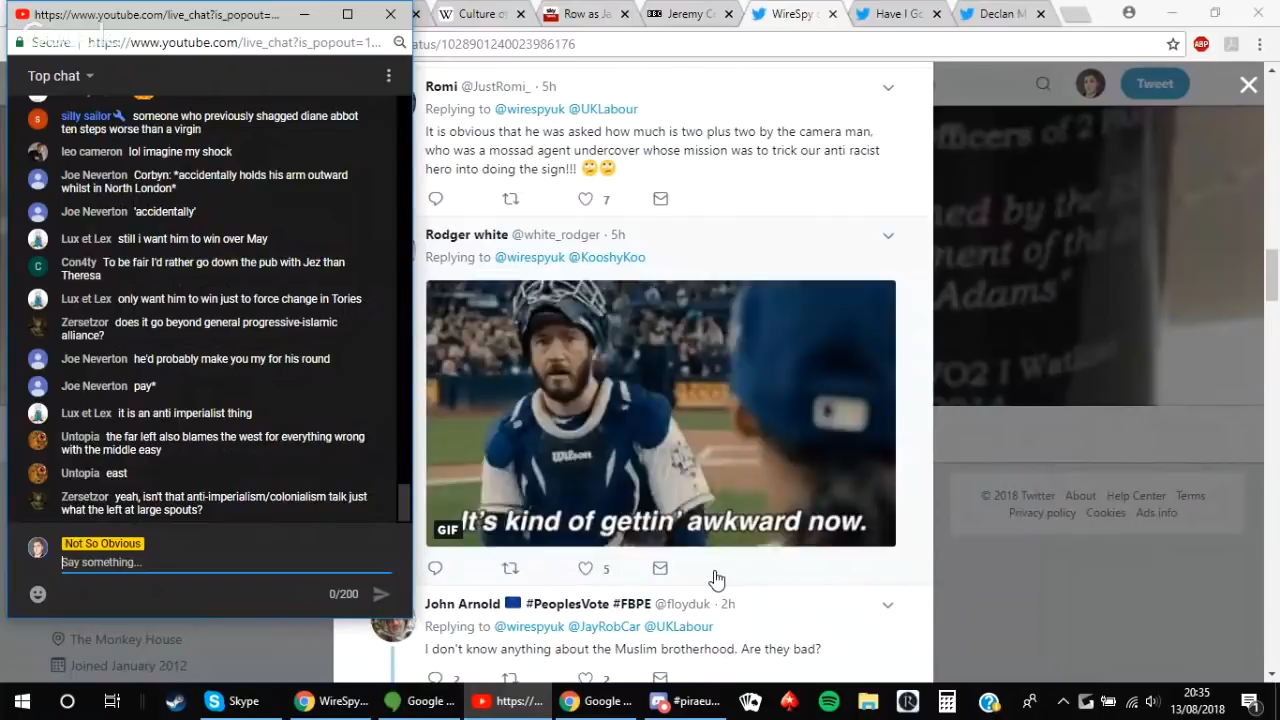 https://www.youtube.com/live_chat?is_popout=...
Culture of
Row as Je
Jeremy Co
WireSpy o
Have I Go
Declan M
Secure
https://www.youtube.com/live_chat?is_popout=1...
atus/1028901240023986176
ABP
Top chat
silly sailor someone who previously shagged diane abbot
ten steps worse than a virgin
leo cameron lol imagine my shock
Joe Neverton Corbyn: *accidentally holds his arm outward
whilst in North London*
Joe Neverton 'accidentally'
Lux et Lex still i want him to win over May
Con4ty To be fair I'd rather go down the pub with Jez than
Theresa
Lux et Lex only want him to win just to force change in Tories
Zersetzor does it go beyond general progressive-islamic
alliance?
Joe Neverton he'd probably make you my for his round
Joe Neverton pay*
Lux et Lex it is an anti imperialist thing
Untopia the far left also blames the west for everything wrong
with the middle easy
Untopia east
Zersetzor yeah, isn't that anti-imperialism/colonialism talk just
what the left at large spouts?
Not So Obvious
Say something...
0/200
Romi @JustRomi_ · 5h
Replying to @wirespyuk @UKLabour
It is obvious that he was asked how much is two plus two by the camera man,
who was a mossad agent undercover whose mission was to trick our anti racist
hero into doing the sign!!! 🙄🙄
7
Rodger white @white_rodger · 5h
Replying to @wirespyuk @KooshyKoo
Wilson
GIF
It's kind of gettin' awkward now.
5
John Arnold #PeoplesVote #FBPE @floyduk · 2h
Replying to @wirespyuk @JayRobCar @UKLabour
I don't know anything about the Muslim brotherhood. Are they bad?
2
2
Tweet
fficers of 2
ned by the
Adams"
© 2018 Twitter About Help Center Terms
Privacy policy Cookies Ads info
The Monkey House
Joined January 2012
Skype
WireSpy...
Google ...
https://...
Google ...
#piraeu...
20:35
13/08/2018